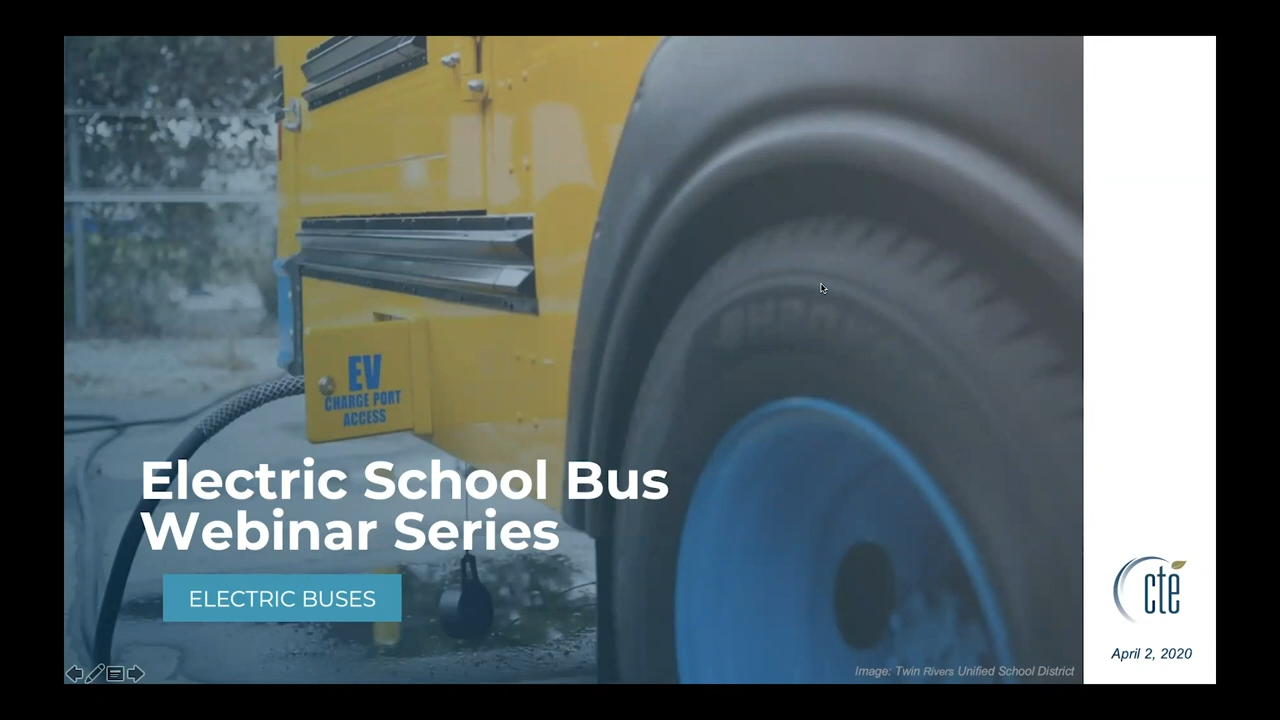 EV
CHARGE PORT
ACCESS
Electric School Bus
Webinar Series
ELECTRIC BUSES
cte
April 2, 2020
Image: Twin Rivers Unified School District